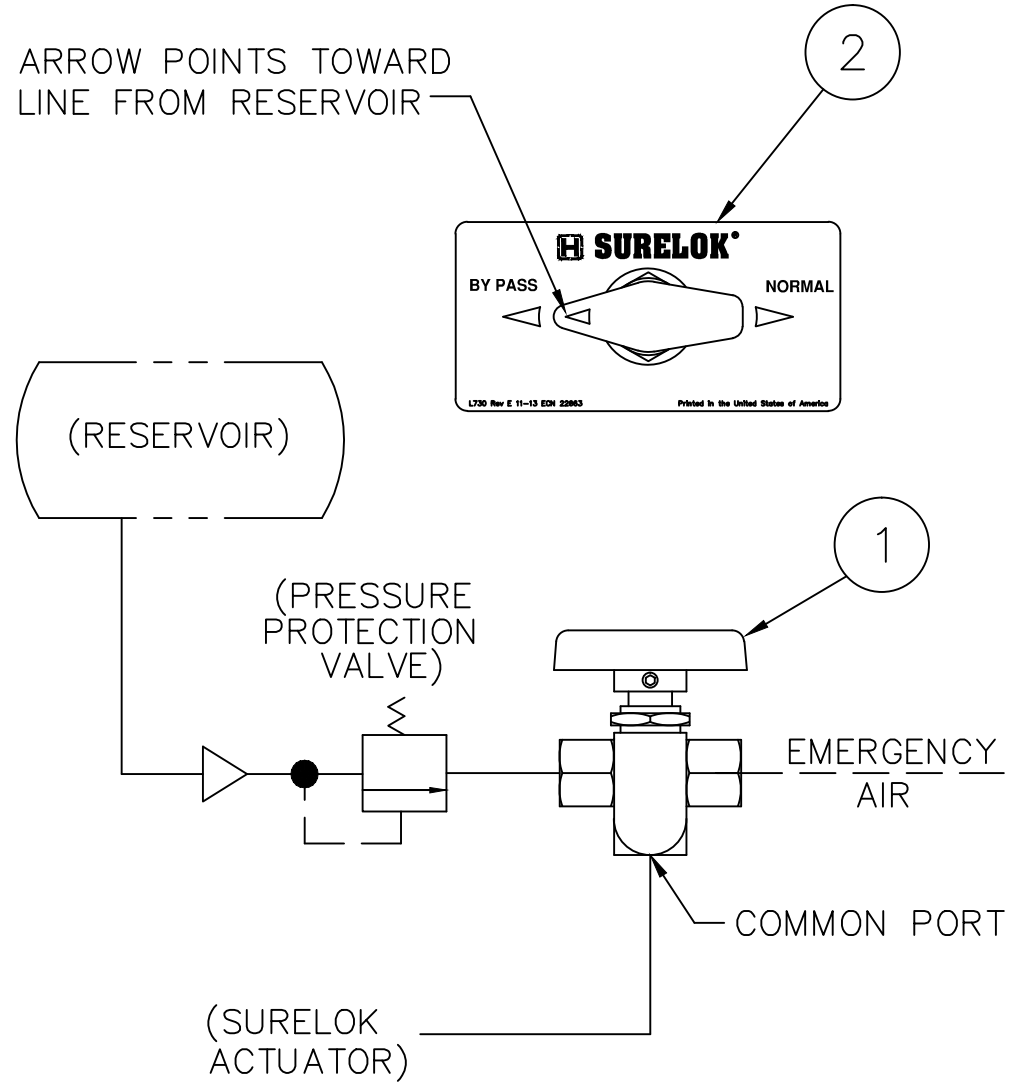 ARROW POINTS TOWARD
LINE FROM RESERVOIR
2
H SURELOK®
BY PASS
NORMAL
L730 Rev E 11-13 ECN 22863
Printed in the United States of America
(RESERVOIR)
1
(PRESSURE
PROTECTION
VALVE)
EMERGENCY
AIR
COMMON PORT
(SURELOK
ACTUATOR)